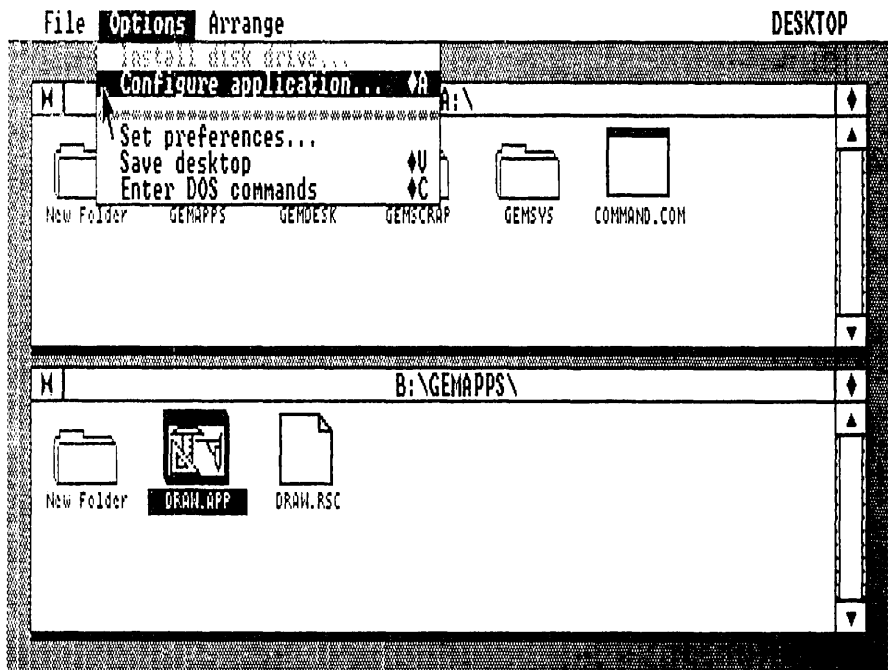 File Options Arrange DESKTOP
Install disk drive...
Configure application... ♦A
A:\
Set preferences...
Save desktop ♦V
Enter DOS commands ♦C
New Folder GEMAPPS GEMDESK GEMSCRAP GEMSYS COMMAND.COM
B:\GEMAPPS\
New Folder DRAW.APP DRAW.RSC